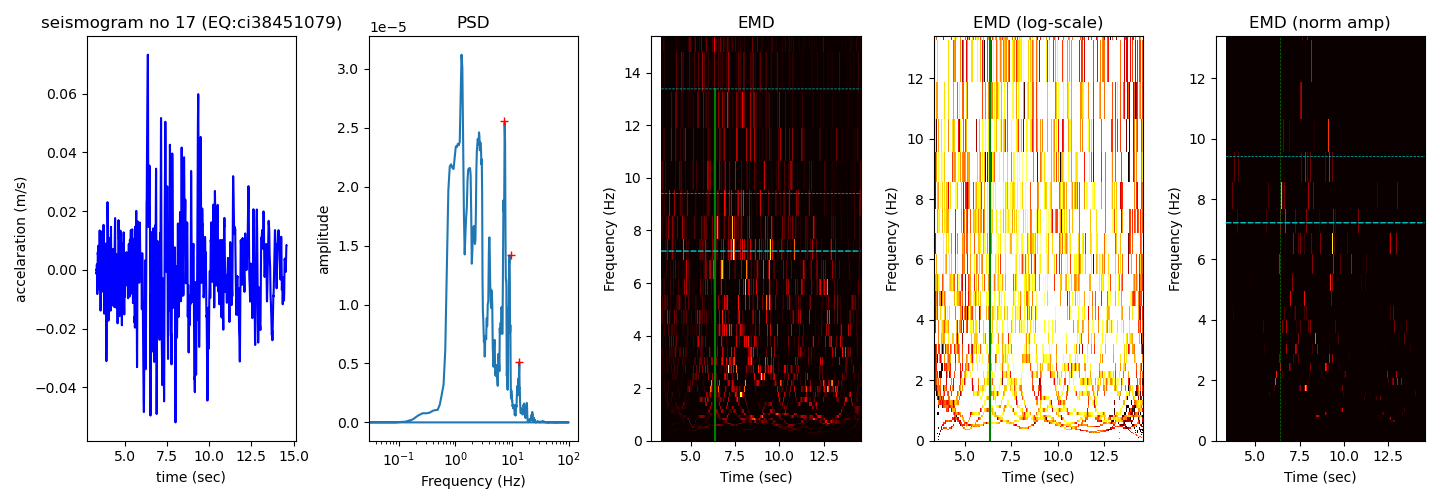 seismogram no 17 (EQ:ci38451079)
accelaration (m/s)
0.06
0.04
0.02
0.00
−0.02
−0.04
5.0 7.5 10.0 12.5 15.0
time (sec)
PSD
1e−5
amplitude
3.0
2.5
2.0
1.5
1.0
0.5
0.0
10⁻¹ 10⁰ 10¹ 10²
Frequency (Hz)
EMD
Frequency (Hz)
14
12
10
8
6
4
2
0
5.0 7.5 10.0 12.5
Time (sec)
EMD (log-scale)
Frequency (Hz)
12
10
8
6
4
2
0
5.0 7.5 10.0 12.5
Time (sec)
EMD (norm amp)
Frequency (Hz)
12
10
8
6
4
2
0
5.0 7.5 10.0 12.5
Time (sec)